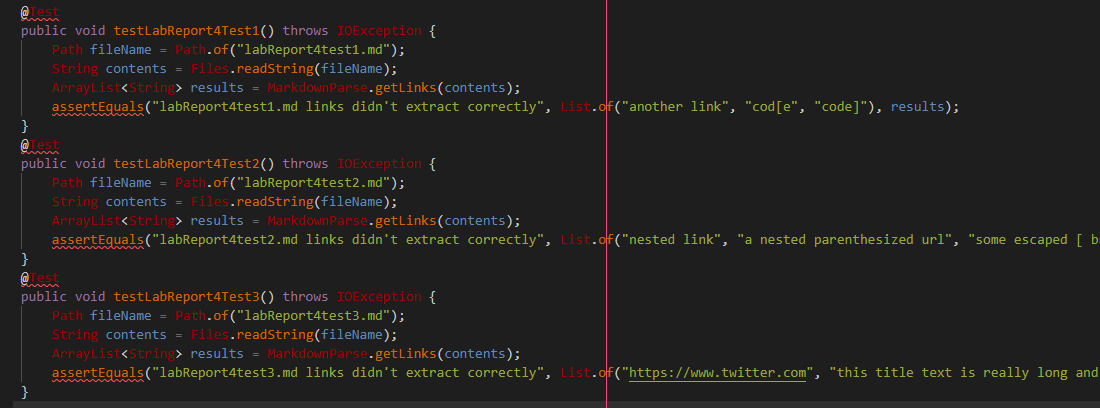 @Test
public void testLabReport4Test1() throws IOException {
    Path fileName = Path.of("labReport4test1.md");
    String contents = Files.readString(fileName);
    ArrayList<String> results = MarkdownParse.getLinks(contents);
    assertEquals("labReport4test1.md links didn't extract correctly", List.of("another link", "cod[e", "code]"), results);
}
@Test
public void testLabReport4Test2() throws IOException {
    Path fileName = Path.of("labReport4test2.md");
    String contents = Files.readString(fileName);
    ArrayList<String> results = MarkdownParse.getLinks(contents);
    assertEquals("labReport4test2.md links didn't extract correctly", List.of("nested link", "a nested parenthesized url", "some escaped [
}
@Test
public void testLabReport4Test3() throws IOException {
    Path fileName = Path.of("labReport4test3.md");
    String contents = Files.readString(fileName);
    ArrayList<String> results = MarkdownParse.getLinks(contents);
    assertEquals("labReport4test3.md links didn't extract correctly", List.of("https://www.twitter.com", "this title text is really long and
}